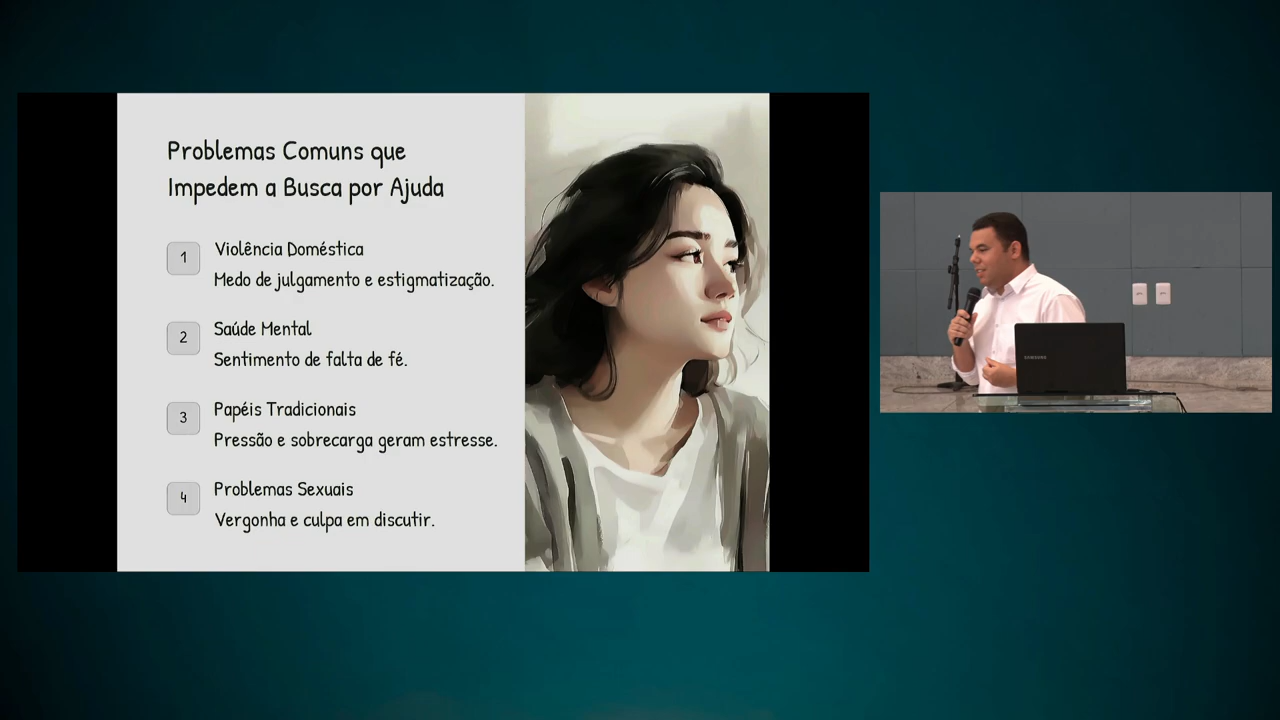 Problemas Comuns que
Impedem a Busca por Ajuda
1
Violência Doméstica
Medo de julgamento e estigmatização.
2
Saúde Mental
Sentimento de falta de fé.
3
Papéis Tradicionais
Pressão e sobrecarga geram estresse.
4
Problemas Sexuais
Vergonha e culpa em discutir.
SAMSUNG